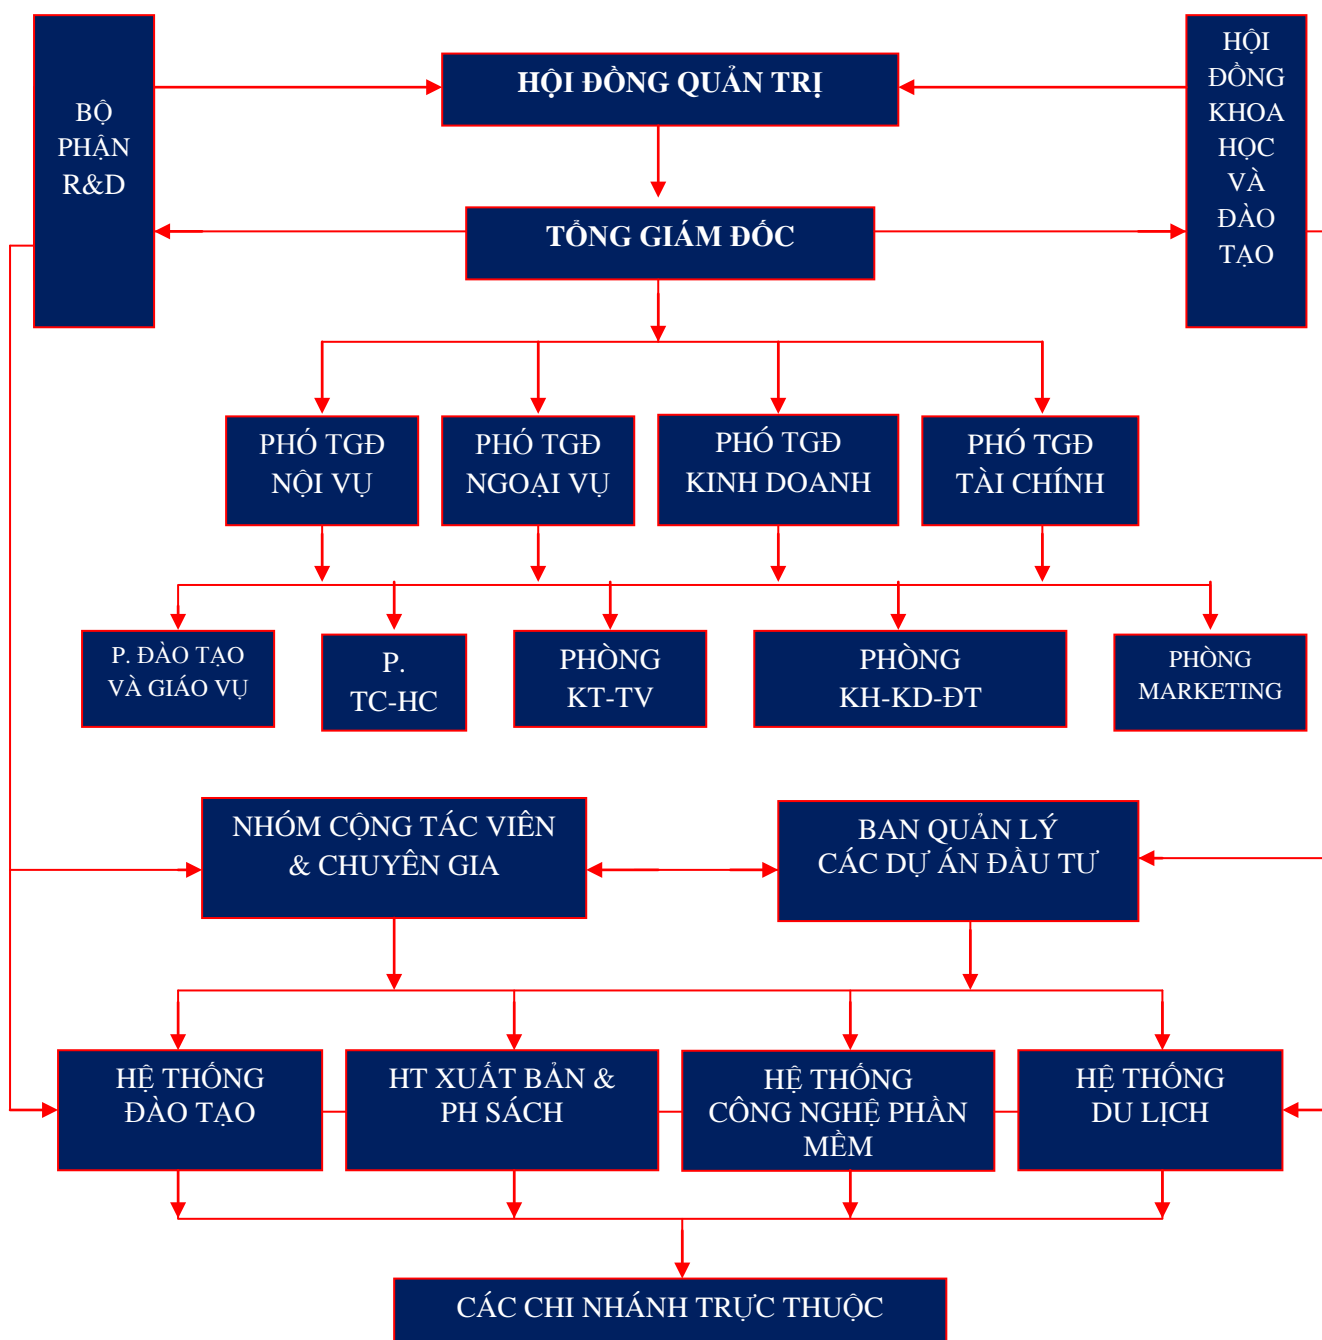 BỘ
PHẬN
R&D
HỘI ĐỒNG QUẢN TRỊ
HỘI
ĐỒNG
KHOA
HỌC
VÀ
ĐÀO
TẠO
TỔNG GIÁM ĐỐC
PHÓ TGĐ
NỘI VỤ
PHÓ TGĐ
NGOẠI VỤ
PHÓ TGĐ
KINH DOANH
PHÓ TGĐ
TÀI CHÍNH
P. ĐÀO TẠO
VÀ GIÁO VỤ
P.
TC-HC
PHÒNG
KT-TV
PHÒNG
KH-KD-ĐT
PHÒNG
MARKETING
NHÓM CỘNG TÁC VIÊN
& CHUYÊN GIA
BAN QUẢN LÝ
CÁC DỰ ÁN ĐẦU TƯ
HỆ THỐNG
ĐÀO TẠO
HT XUẤT BẢN &
PH SÁCH
HỆ THỐNG
CÔNG NGHỆ PHẦN
MỀM
HỆ THỐNG
DU LỊCH
CÁC CHI NHÁNH TRỰC THUỘC